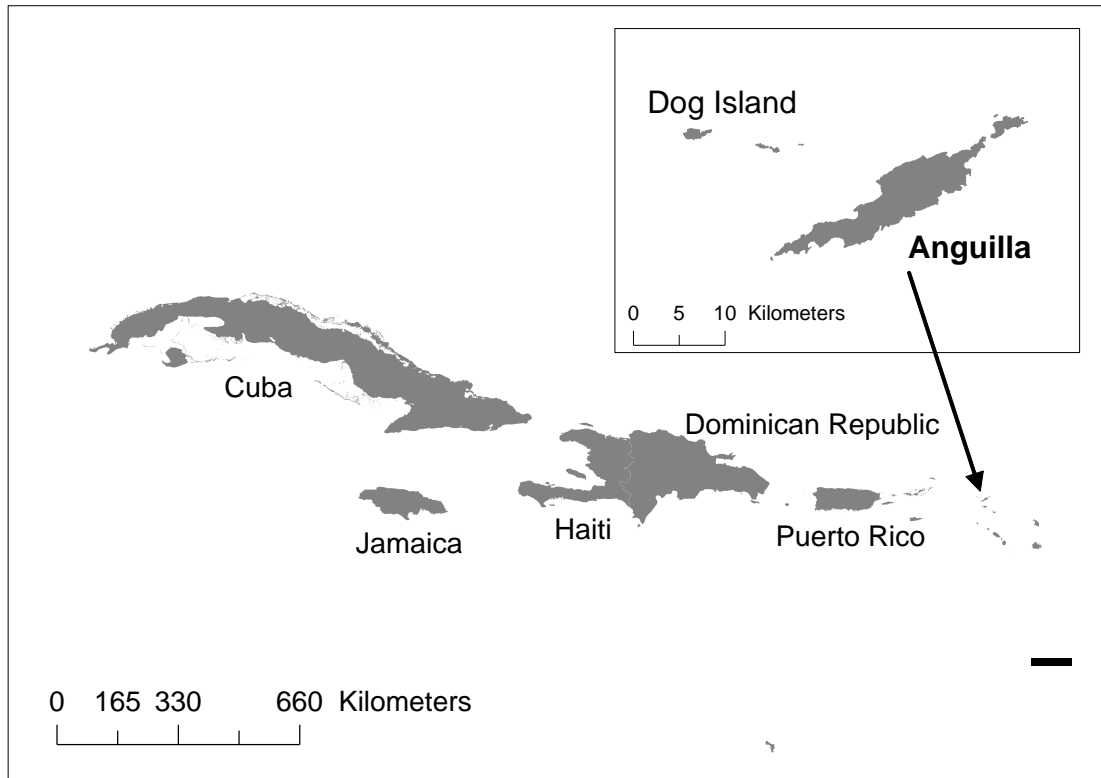 Dog Island
Anguilla
0 5 10 Kilometers
Cuba
Dominican Republic
Jamaica
Haiti
Puerto Rico
0 165 330 660 Kilometers